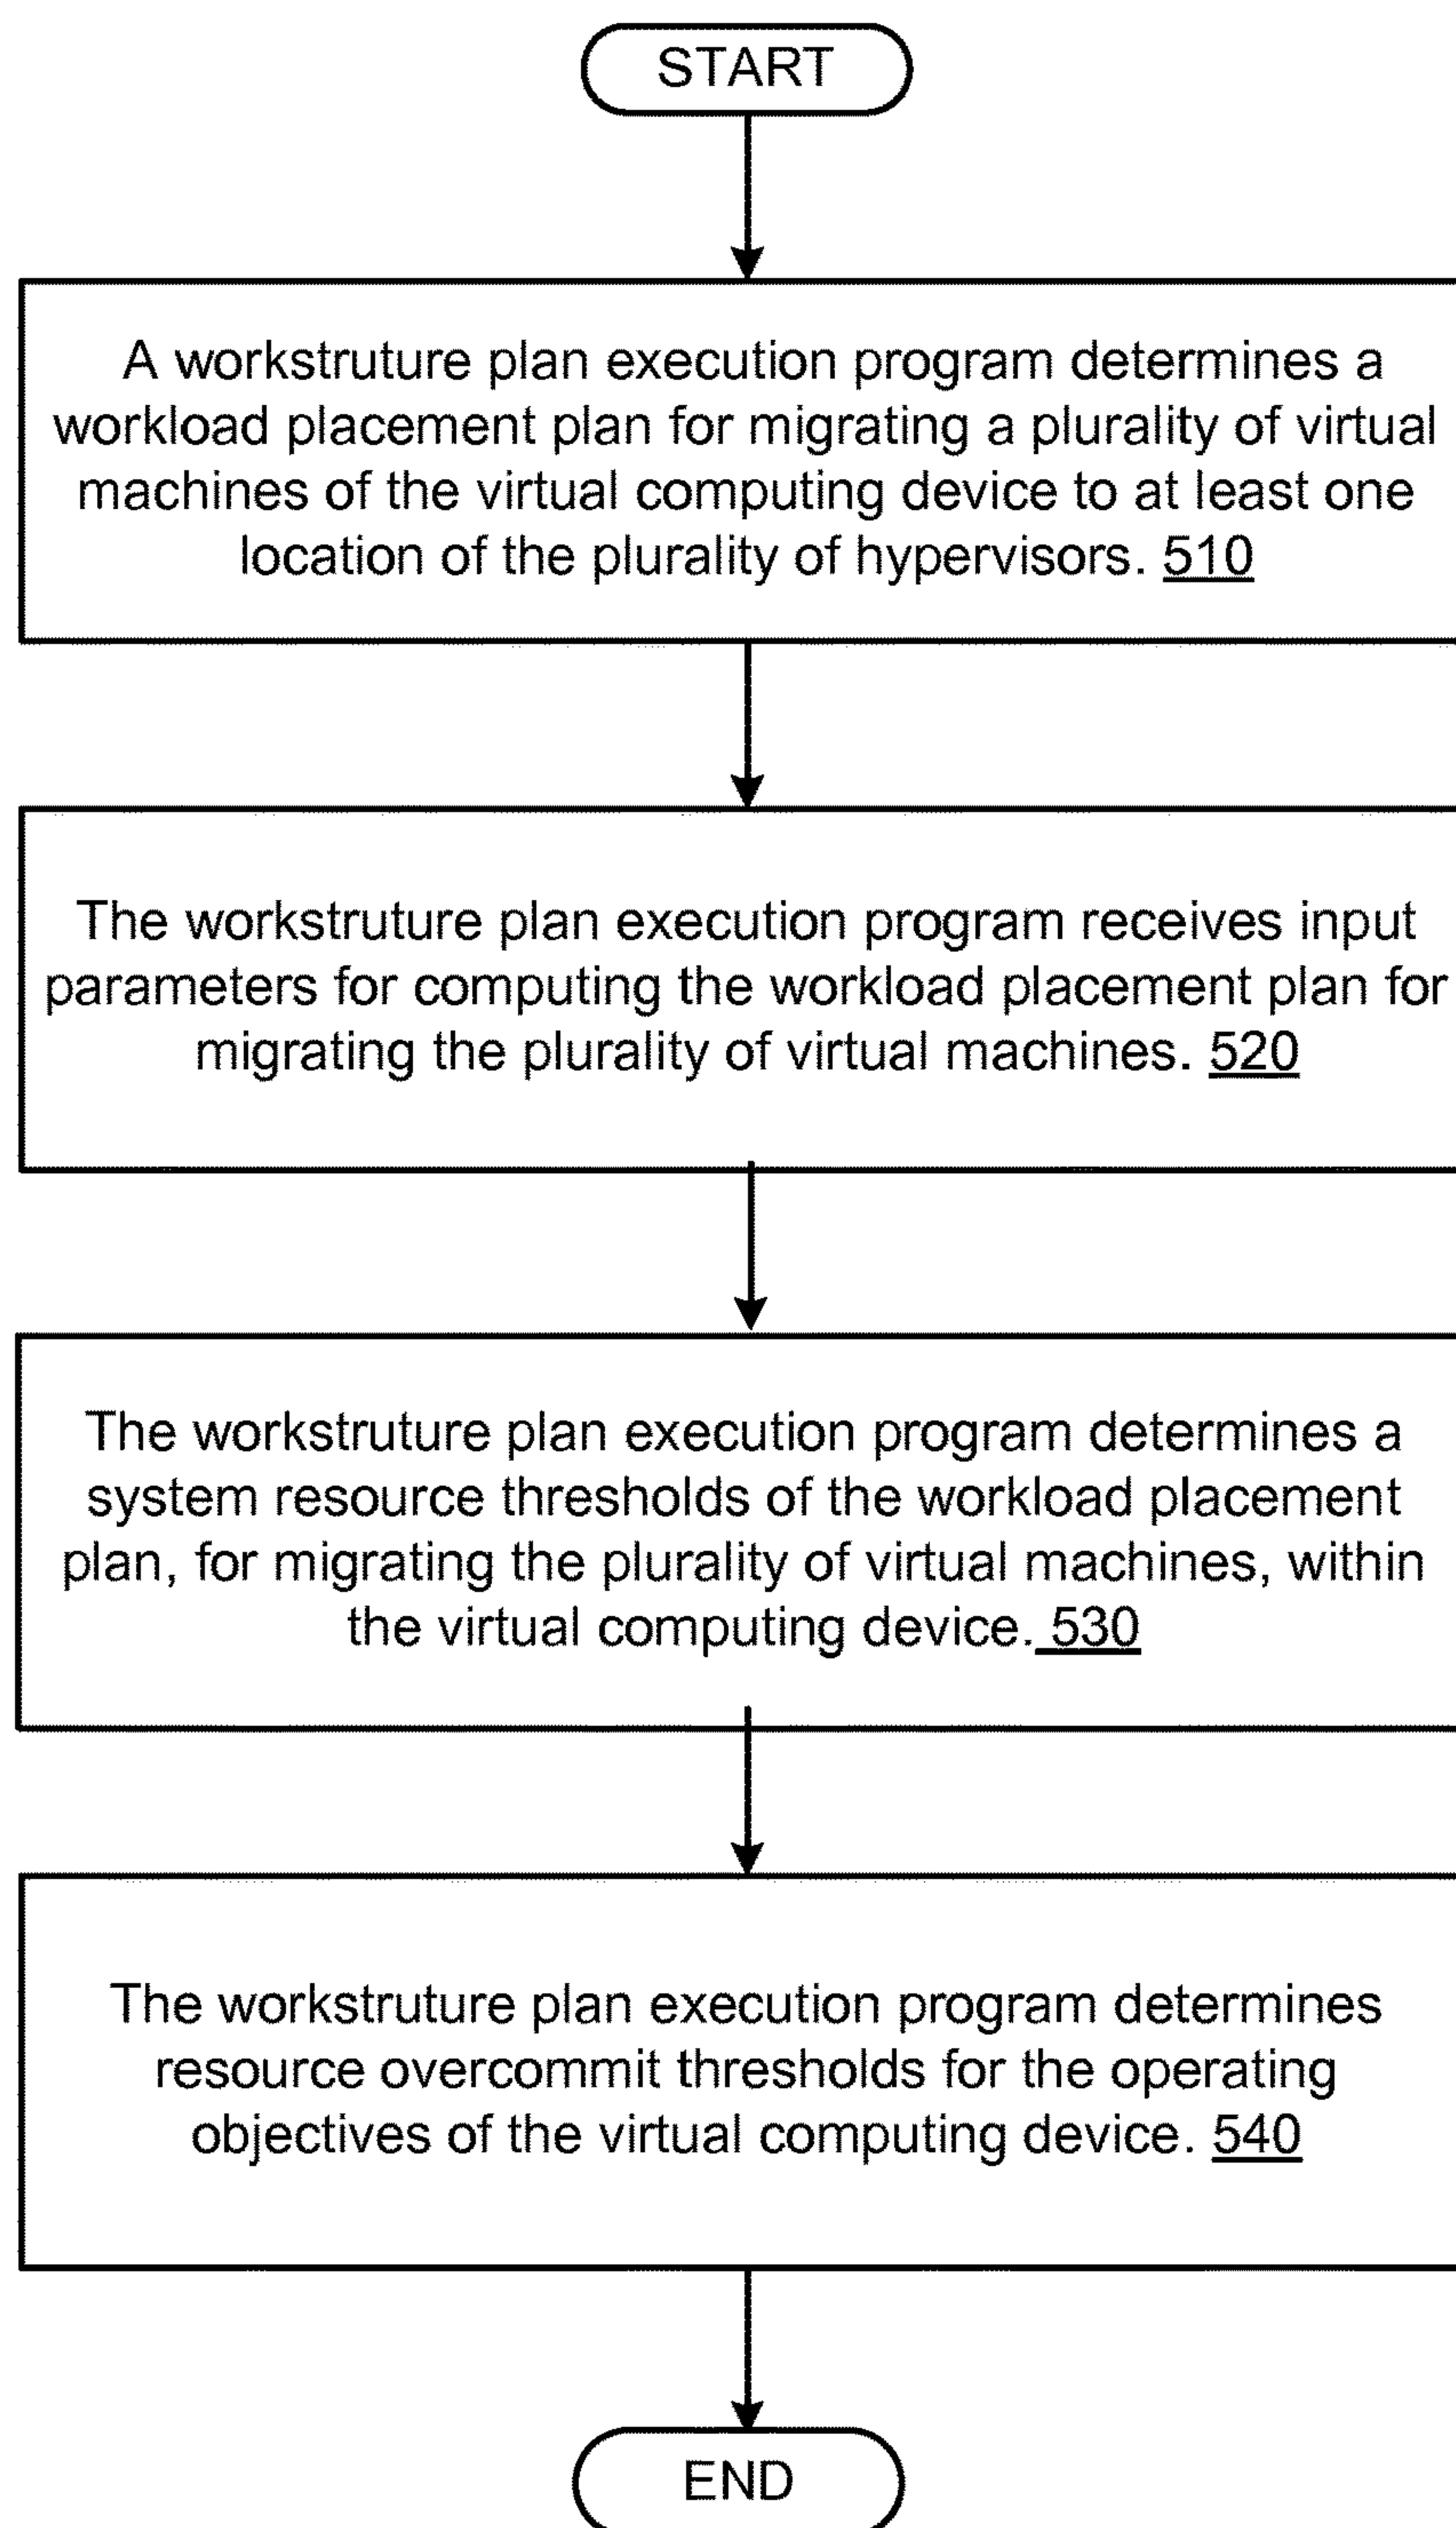 START
A workstruture plan execution program determines a
workload placement plan for migrating a plurality of virtual
machines of the virtual computing device to at least one
location of the plurality of hypervisors. 510
The workstruture plan execution program receives input
parameters for computing the workload placement plan for
migrating the plurality of virtual machines. 520
The workstruture plan execution program determines a
system resource thresholds of the workload placement
plan, for migrating the plurality of virtual machines, within
the virtual computing device. 530
The workstruture plan execution program determines
resource overcommit thresholds for the operating
objectives of the virtual computing device. 540
END